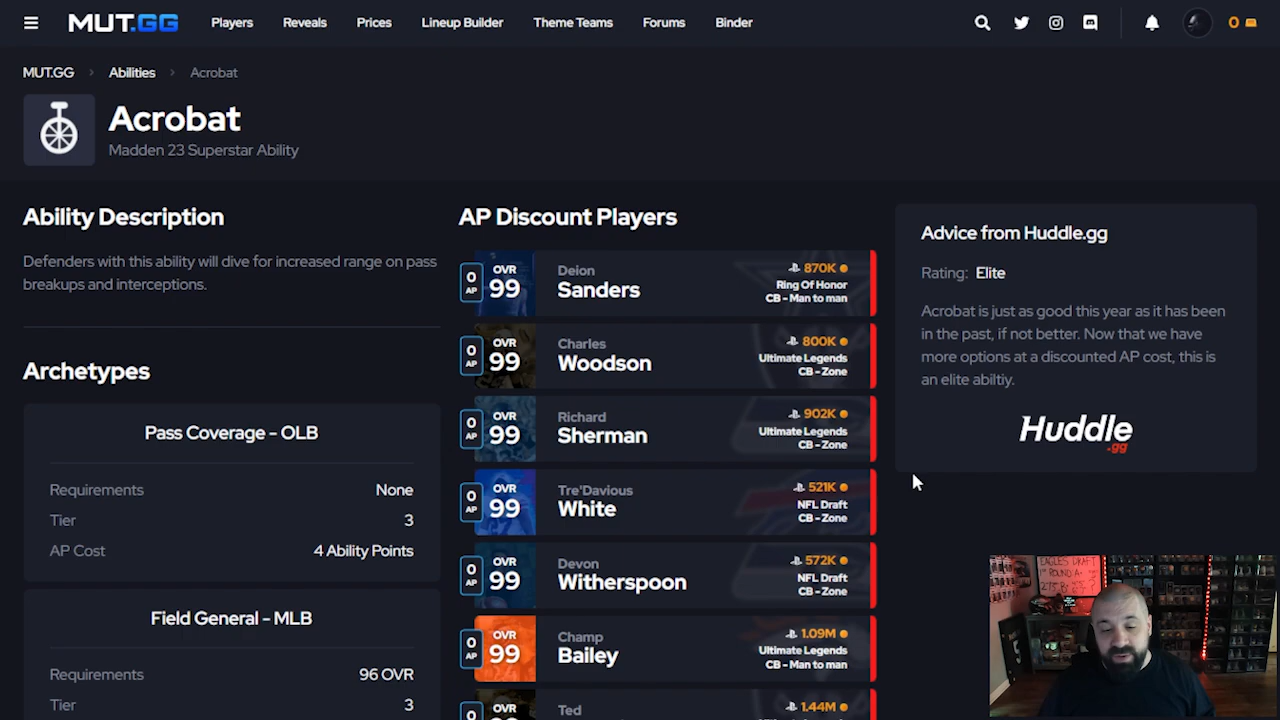 MUT.GG
Players
Reveals
Prices
Lineup Builder
Theme Teams
Forums
Binder
0
MUT.GG > Abilities > Acrobat
Acrobat
Madden 23 Superstar Ability
Ability Description
Defenders with this ability will dive for increased range on pass
breakups and interceptions.
Archetypes
Pass Coverage - OLB
Requirements None
Tier 3
AP Cost 4 Ability Points
Field General - MLB
Requirements 96 OVR
Tier 3
AP Discount Players
0 AP
OVR 99
Deion
Sanders
870K
Ring Of Honor
CB - Man to man
0 AP
OVR 99
Charles
Woodson
800K
Ultimate Legends
CB - Zone
0 AP
OVR 99
Richard
Sherman
902K
Ultimate Legends
CB - Zone
0 AP
OVR 99
Tre'Davious
White
521K
NFL Draft
CB - Zone
0 AP
OVR 99
Devon
Witherspoon
572K
NFL Draft
CB - Zone
0 AP
OVR 99
Champ
Bailey
1.09M
Ultimate Legends
CB - Man to man
0
OVR
Ted
1.44M
Ultimate Legends
Advice from Huddle.gg
Rating: Elite
Acrobat is just as good this year as it has been
in the past, if not better. Now that we have
more options at a discounted AP cost, this is
an elite abiltiy.
Huddle
.gg
EAGLES DRAFT
1ST ROUND A+